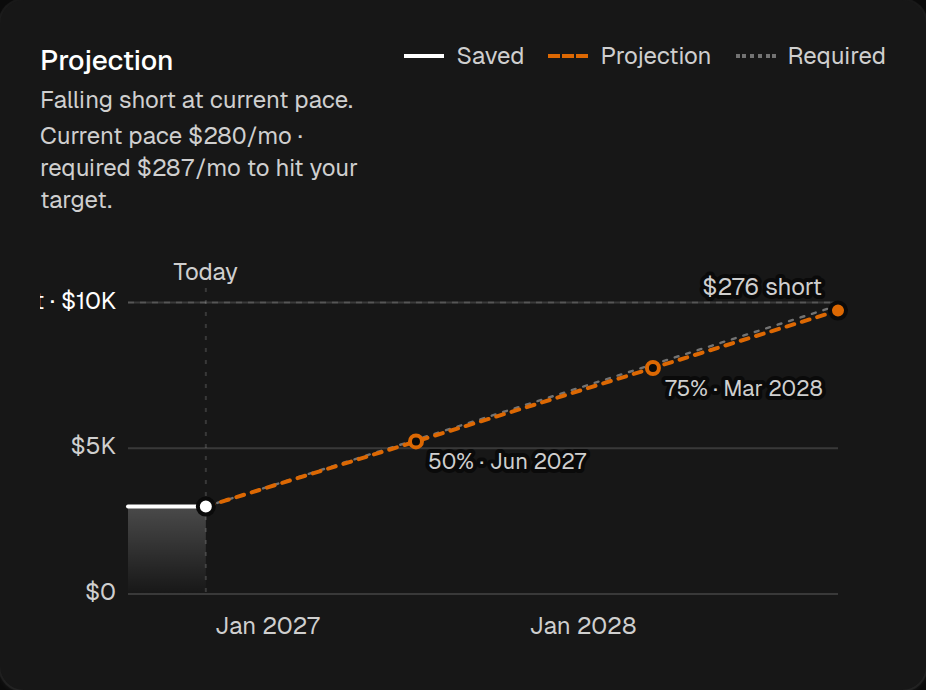 Projection
Saved
Projection
Required
Falling short at current pace.
Current pace $280/mo ·
required $287/mo to hit your
target.
Today
t · $10K
$276 short
75% · Mar 2028
$5K
50% · Jun 2027
$0
Jan 2027
Jan 2028